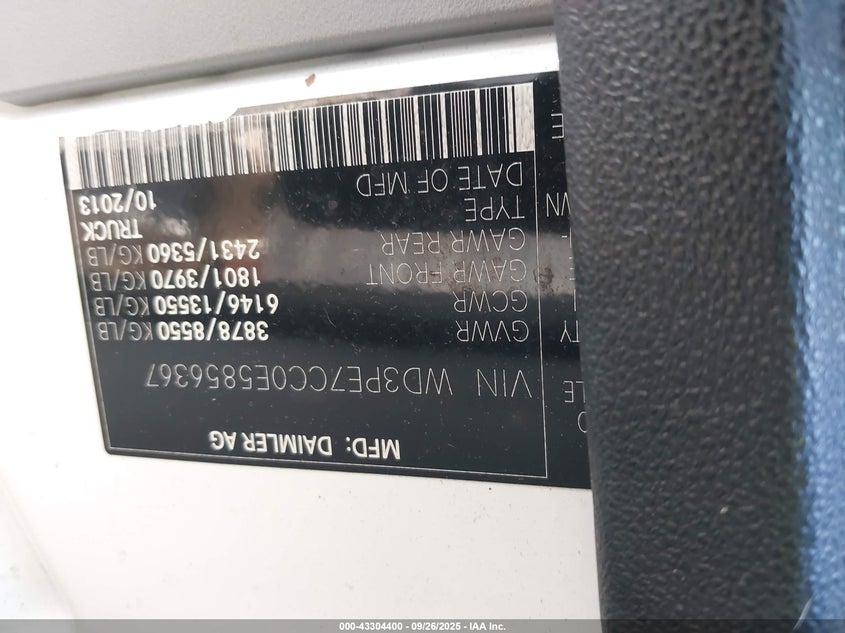 MFD: DAIMLER AG
VIN WD3PE7CC0E5856367
GVWR 3878/8550 KG/LB
GCWR 6146/13550 KG/LB
GAWR FRONT 1801/3970 KG/LB
GAWR REAR 2431/5360 KG/LB
TYPE TRUCK
DATE OF MFD 10/2013
000-43304400 - 09/26/2025 - IAA Inc.